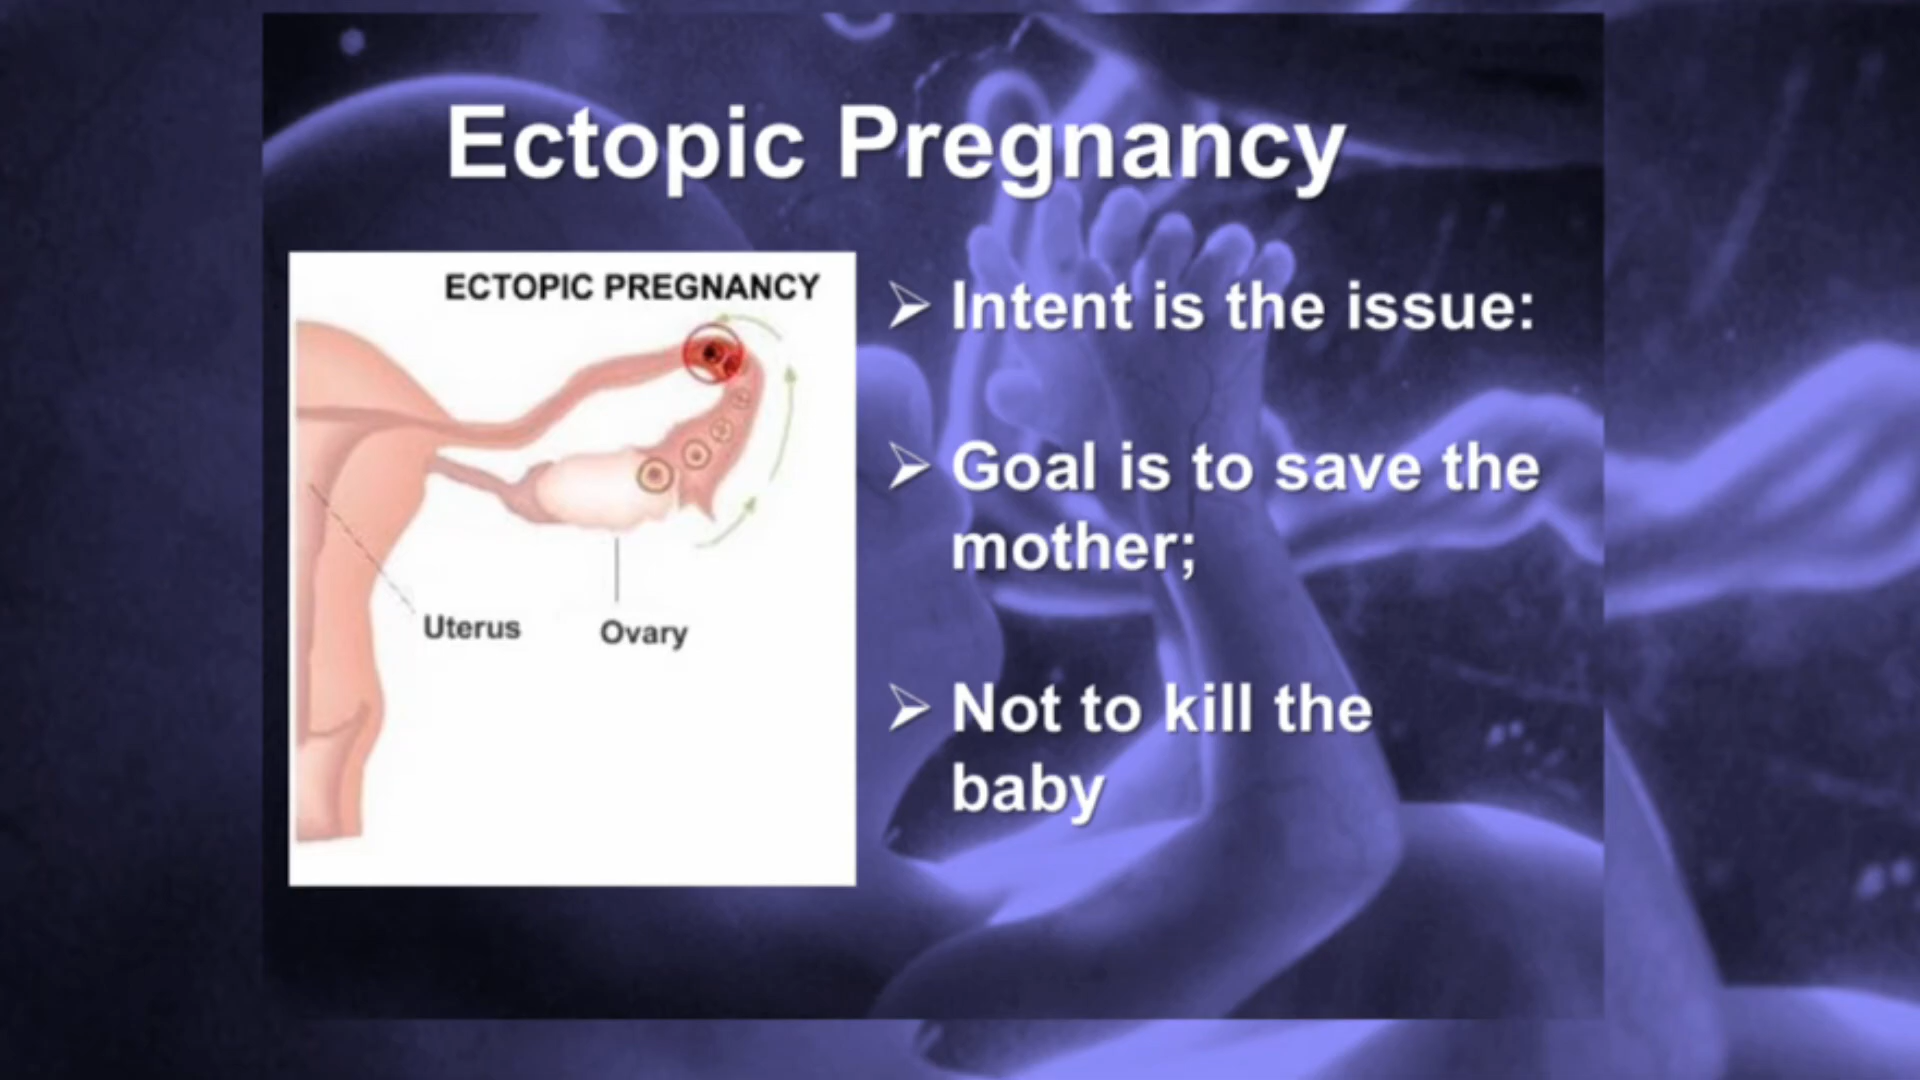 Ectopic Pregnancy
ECTOPIC PREGNANCY
Uterus
Ovary
Intent is the issue:
Goal is to save the
mother;
Not to kill the
baby